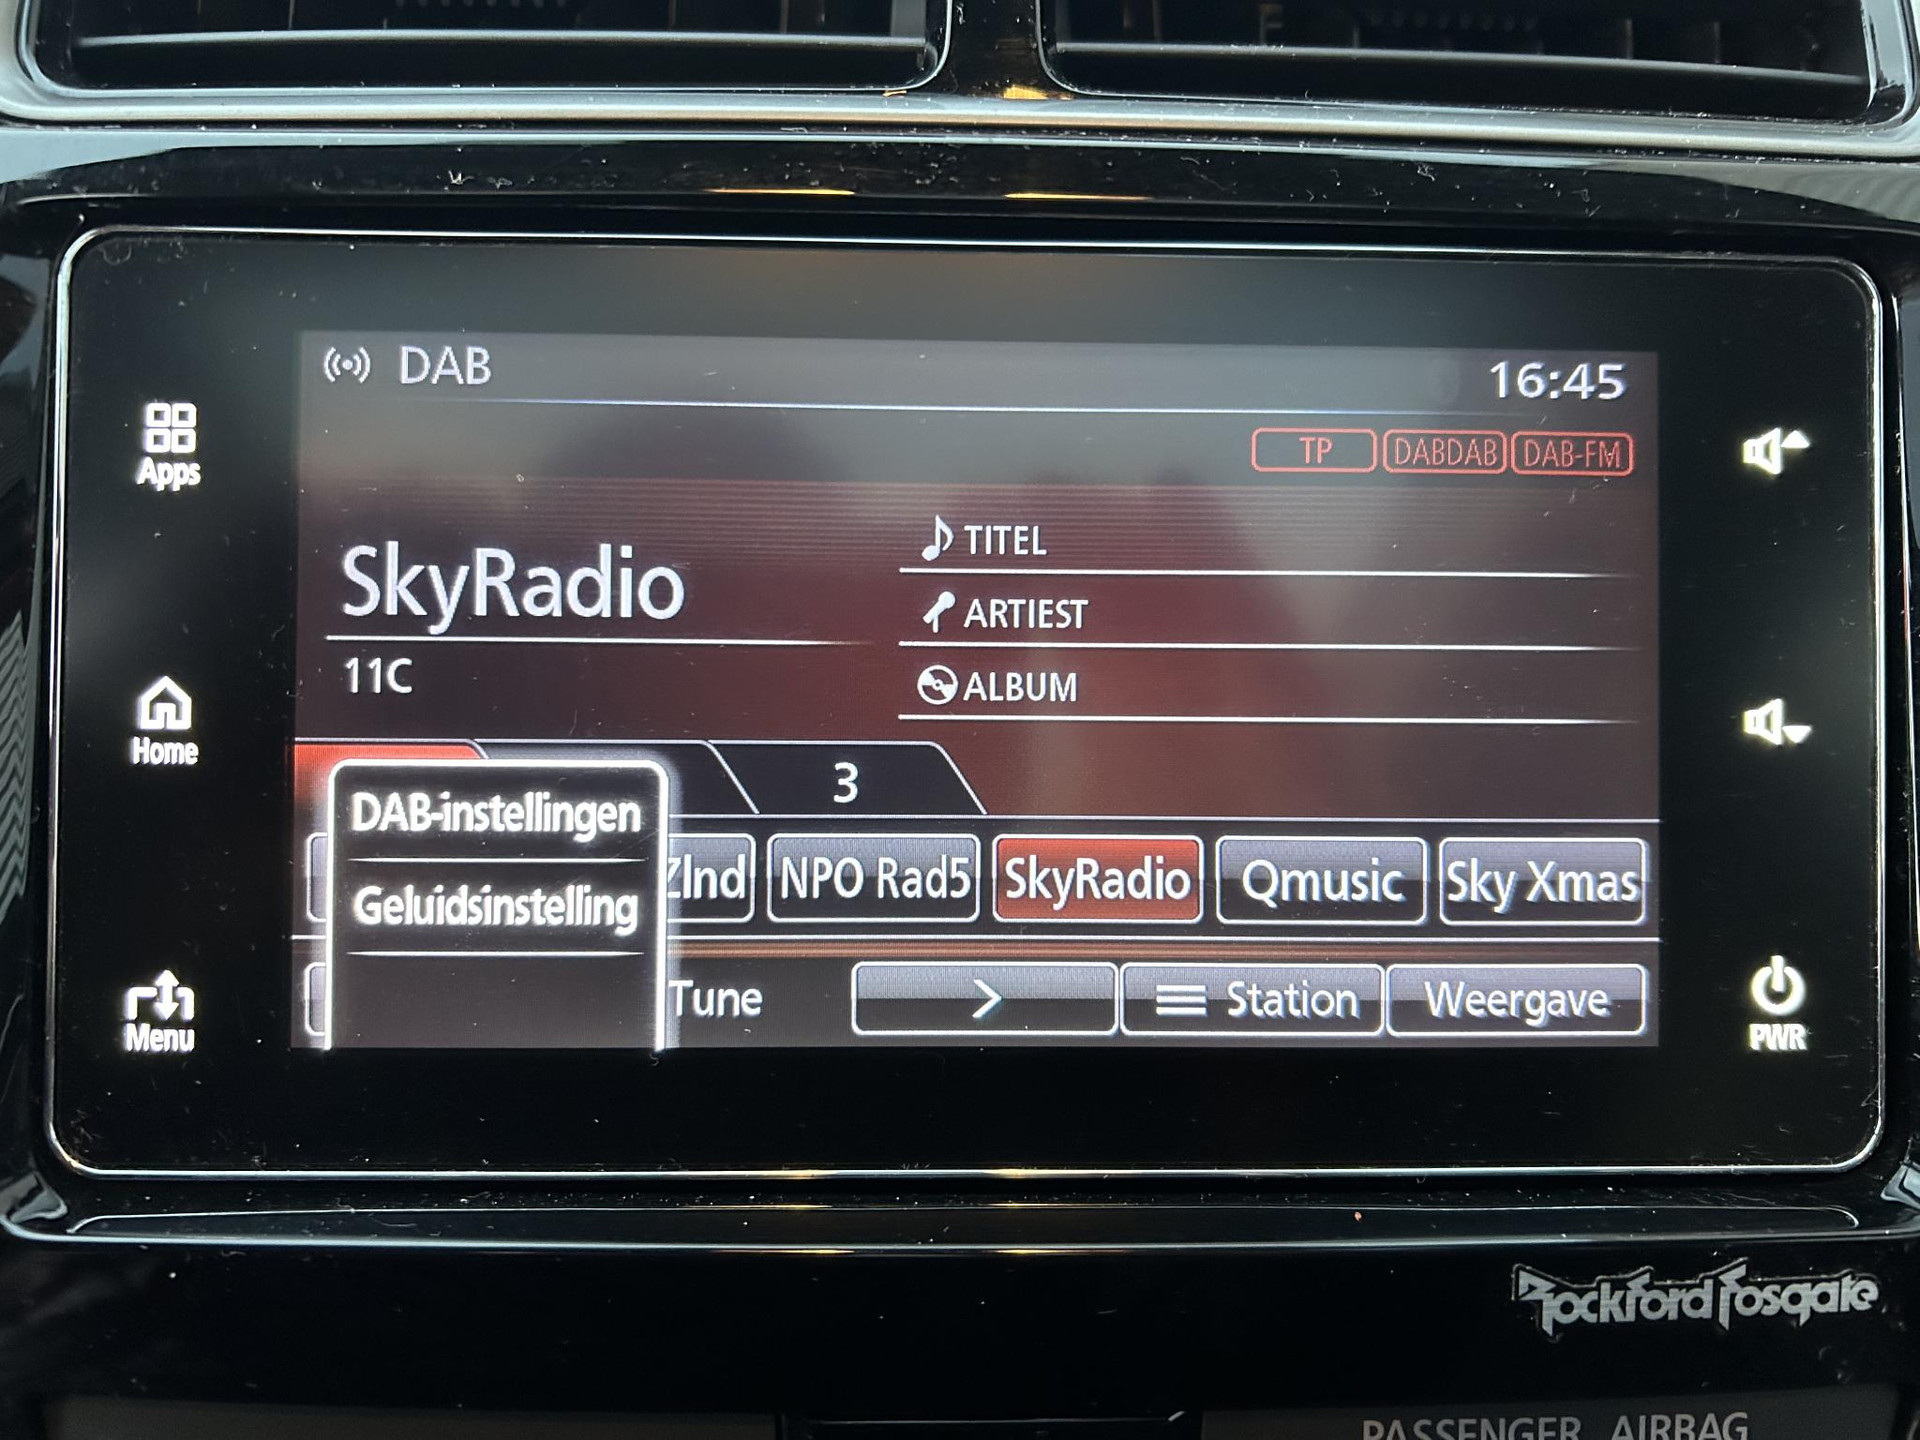 DAB
16:45
TP DABDAB DAB-FM
Apps
SkyRadio
TITEL
ARTIEST
ALBUM
11C
Home
3
DAB-instellingen
Geluidsinstelling
Zlnd NPO Rad5 SkyRadio Qmusic Sky Xmas
Tune > Station Weergave
Menu
PWR
Rockford Fosgate
PASSENGER AIRBAG